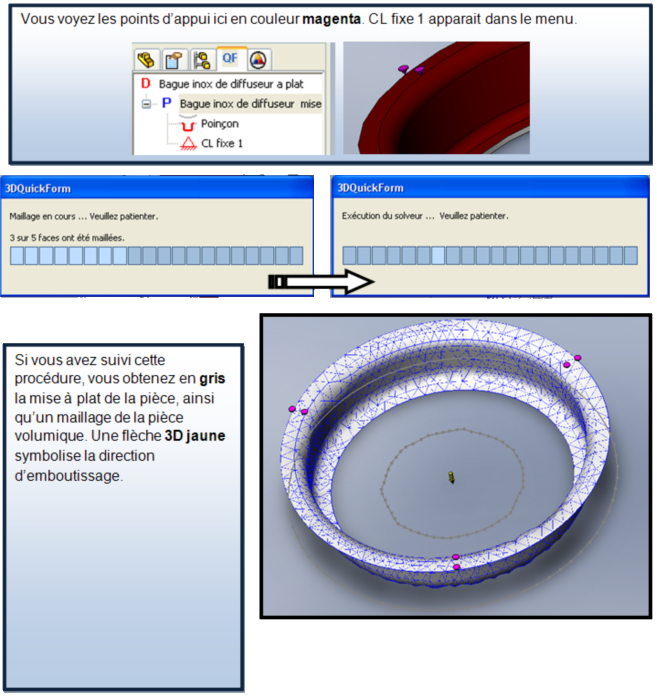 Vous voyez les points d'appui ici en couleur magenta. CL fixe 1 apparait dans le menu.
QF
D Bague inox de diffuseur a plat
P Bague inox de diffuseur mise
Poinçon
CL fixe 1
3DQuickForm
Maillage en cours ... Veuillez patienter.
3 sur 5 faces ont été maillées.
3DQuickForm
Exécution du solveur ... Veuillez patienter.
Si vous avez suivi cette
procédure, vous obtenez en gris
la mise à plat de la pièce, ainsi
qu'un maillage de la pièce
volumique. Une flèche 3D jaune
symbolise la direction
d'emboutissage.